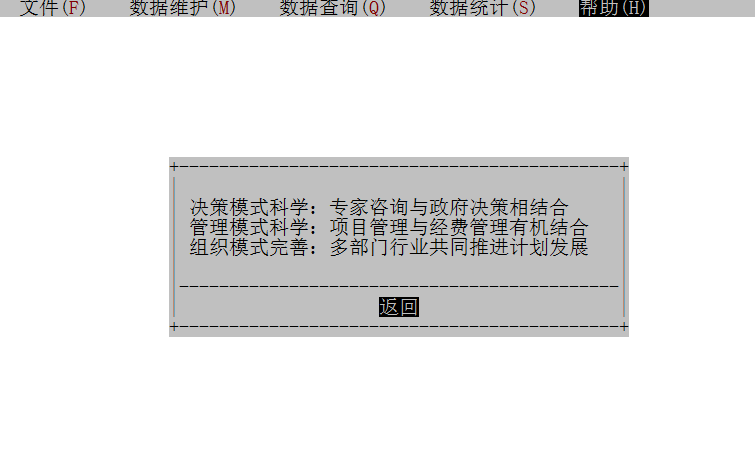 文件(F) 数据维护(M) 数据查询(Q) 数据统计(S) 帮助(H)
决策模式科学：专家咨询与政府决策相结合
管理模式科学：项目管理与经费管理有机结合
组织模式完善：多部门行业共同推进计划发展
返回